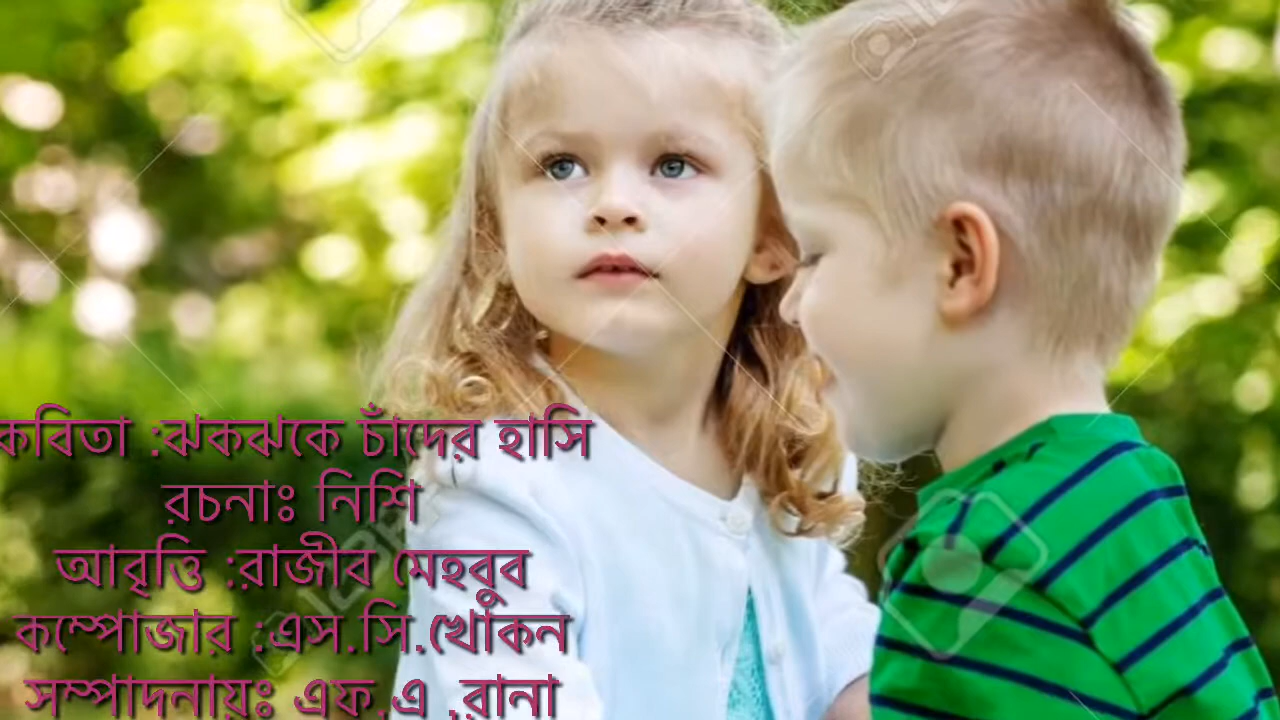 কবিতা :ঝকঝকে চাঁদের হাসি
রচনাঃ নিশি
আবৃত্তি :রাজীব মেহবুব
কম্পোজার :এস.সি.খোকন
সম্পাদনায়ঃ এফ.এ .রানা